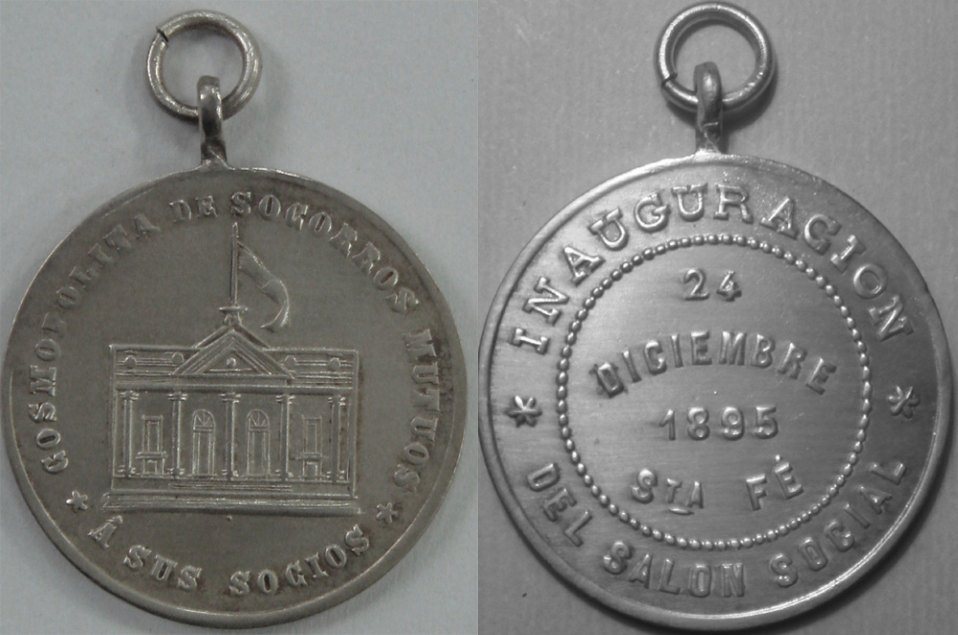 COSMOPOLITA DE SOCORROS MUTUOS
* Â SUS SOCIOS *
INAUGURACION
24
DICIEMBRE
1895
STA FÉ
* DEL SALON SOCIAL *